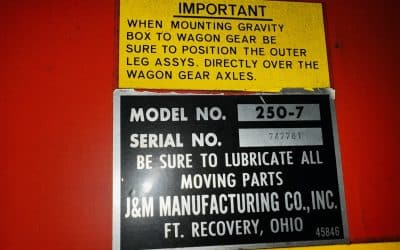 IMPORTANT
WHEN MOUNTING GRAVITY
BOX TO WAGON GEAR BE
SURE TO POSITION THE OUTER
LEG ASSYS. DIRECTLY OVER THE
WAGON GEAR AXLES.
MODEL NO. 250-7
SERIAL NO.
BE SURE TO LUBRICATE ALL
MOVING PARTS
J&M MANUFACTURING CO., INC.
FT. RECOVERY, OHIO 45846